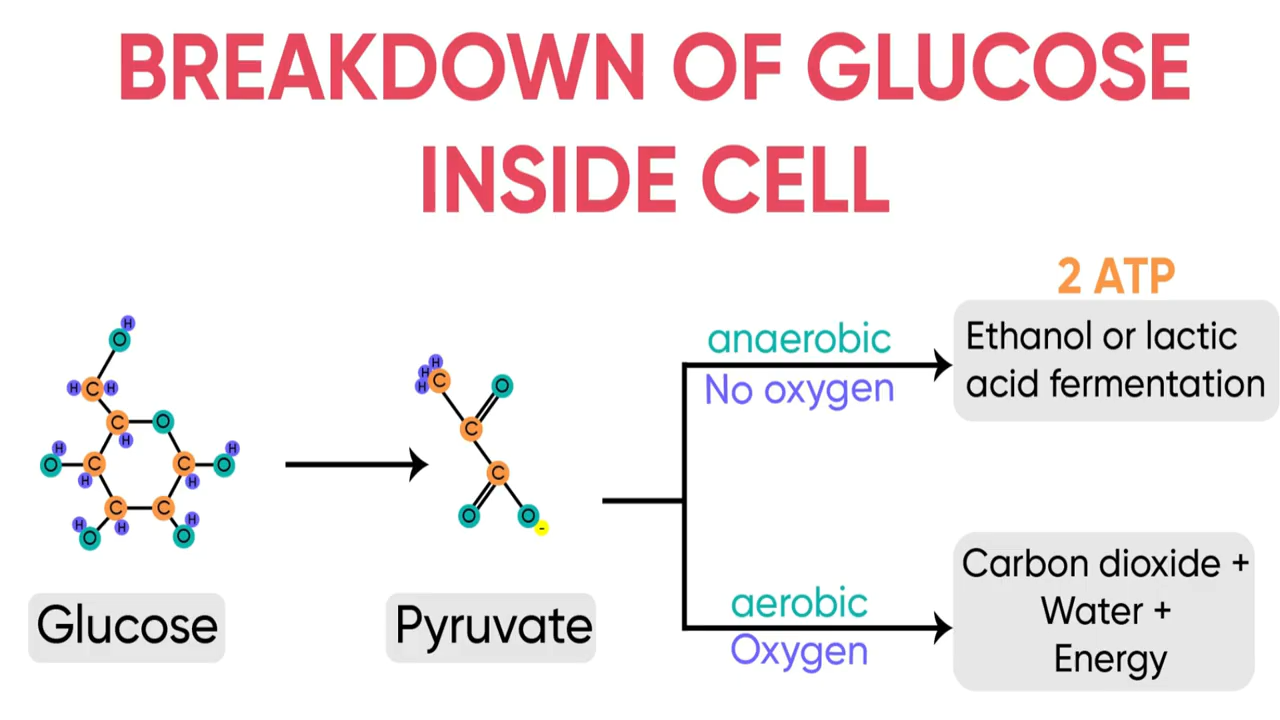 BREAKDOWN OF GLUCOSE
INSIDE CELL
2 ATP
Ethanol or lactic
acid fermentation
anaerobic
No oxygen
H
O
H C H
C O
H
H
O C C O H
H H
C C
H O H O H
H
H H C O
C
C
O O -
Glucose
Pyruvate
aerobic
Oxygen
Carbon dioxide +
Water +
Energy